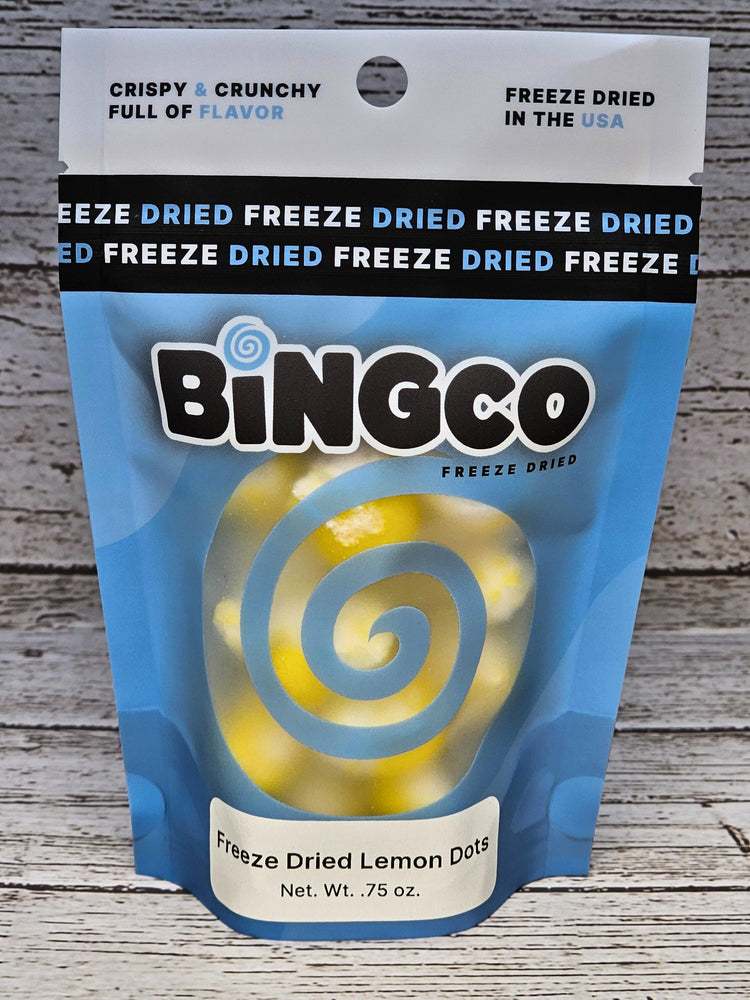 CRISPY & CRUNCHY
FULL OF FLAVOR
FREEZE DRIED
IN THE USA
EEZE DRIED FREEZE DRIED FREEZE DRIED
ED FREEZE DRIED FREEZE DRIED FREEZE
BiNGCO
FREEZE DRIED
Freeze Dried Lemon Dots
Net. Wt. .75 oz.